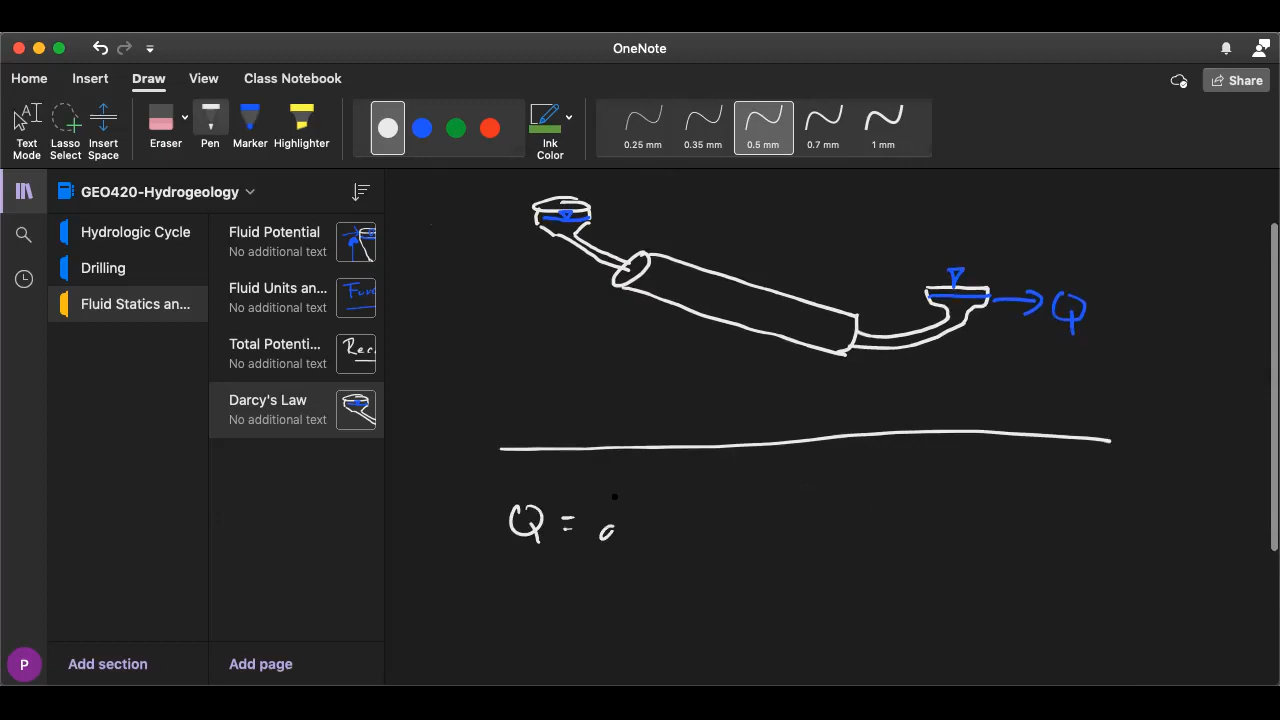 OneNote
Home Insert Draw View Class Notebook
Share
Text Mode
Lasso Select
Insert Space
Eraser
Pen
Marker
Highlighter
Ink Color
0.25 mm
0.35 mm
0.5 mm
0.7 mm
1 mm
GEO420-Hydrogeology
Hydrologic Cycle
Drilling
Fluid Statics an...
Fluid Potential
No additional text
Fluid Units an...
No additional text
Total Potenti...
No additional text
Rec
Darcy's Law
No additional text
Q
Q =
P
Add section
Add page